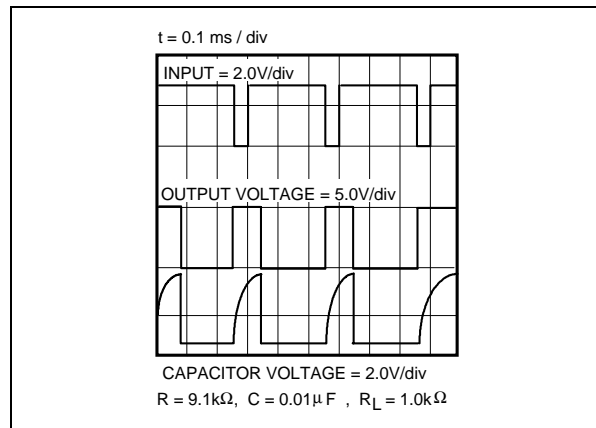 t = 0.1 ms / div
INPUT = 2.0V/div
OUTPUT VOLTAGE = 5.0V/div
CAPACITOR VOLTAGE = 2.0V/div
R = 9.1kΩ, C = 0.01μF , RL = 1.0kΩ